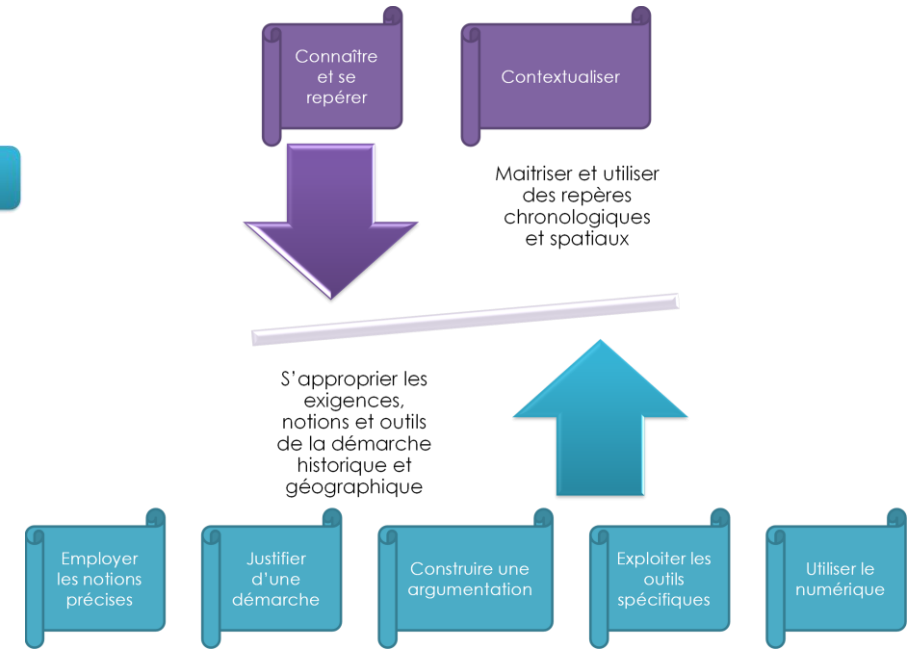 Connaître
et se
repérer
Contextualiser
Maitriser et utiliser
des repères
chronologiques
et spatiaux
S'approprier les
exigences,
notions et outils
de la démarche
historique et
géographique
Employer
les notions
précises
Justifier
d'une
démarche
Construire une
argumentation
Exploiter les
outils
spécifiques
Utiliser le
numérique